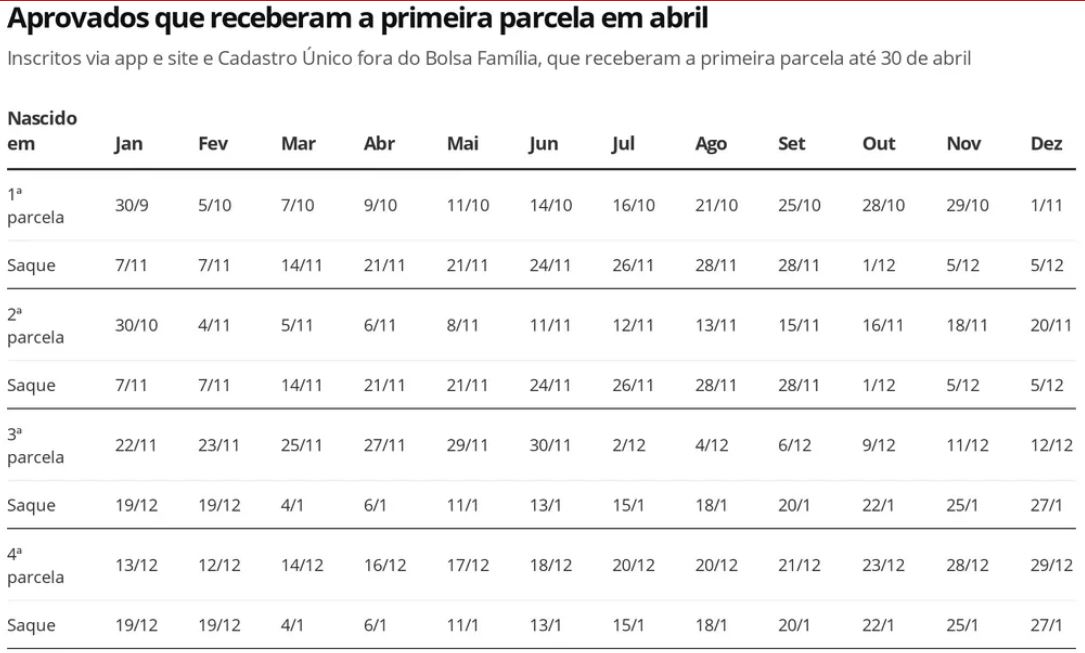 Aprovados que receberam a primeira parcela em abril
Inscritos via app e site e Cadastro Único fora do Bolsa Família, que receberam a primeira parcela até 30 de abril
Nascido em Jan Fev Mar Abr Mai Jun Jul Ago Set Out Nov Dez
1ª parcela 30/9 5/10 7/10 9/10 11/10 14/10 16/10 21/10 25/10 28/10 29/10 1/11
Saque 7/11 7/11 14/11 21/11 21/11 24/11 26/11 28/11 28/11 1/12 5/12 5/12
2ª parcela 30/10 4/11 5/11 6/11 8/11 11/11 12/11 13/11 15/11 16/11 18/11 20/11
Saque 7/11 7/11 14/11 21/11 21/11 24/11 26/11 28/11 28/11 1/12 5/12 5/12
3ª parcela 22/11 23/11 25/11 27/11 29/11 30/11 2/12 4/12 6/12 9/12 11/12 12/12
Saque 19/12 19/12 4/1 6/1 11/1 13/1 15/1 18/1 20/1 22/1 25/1 27/1
4ª parcela 13/12 12/12 14/12 16/12 17/12 18/12 20/12 20/12 21/12 23/12 28/12 29/12
Saque 19/12 19/12 4/1 6/1 11/1 13/1 15/1 18/1 20/1 22/1 25/1 27/1